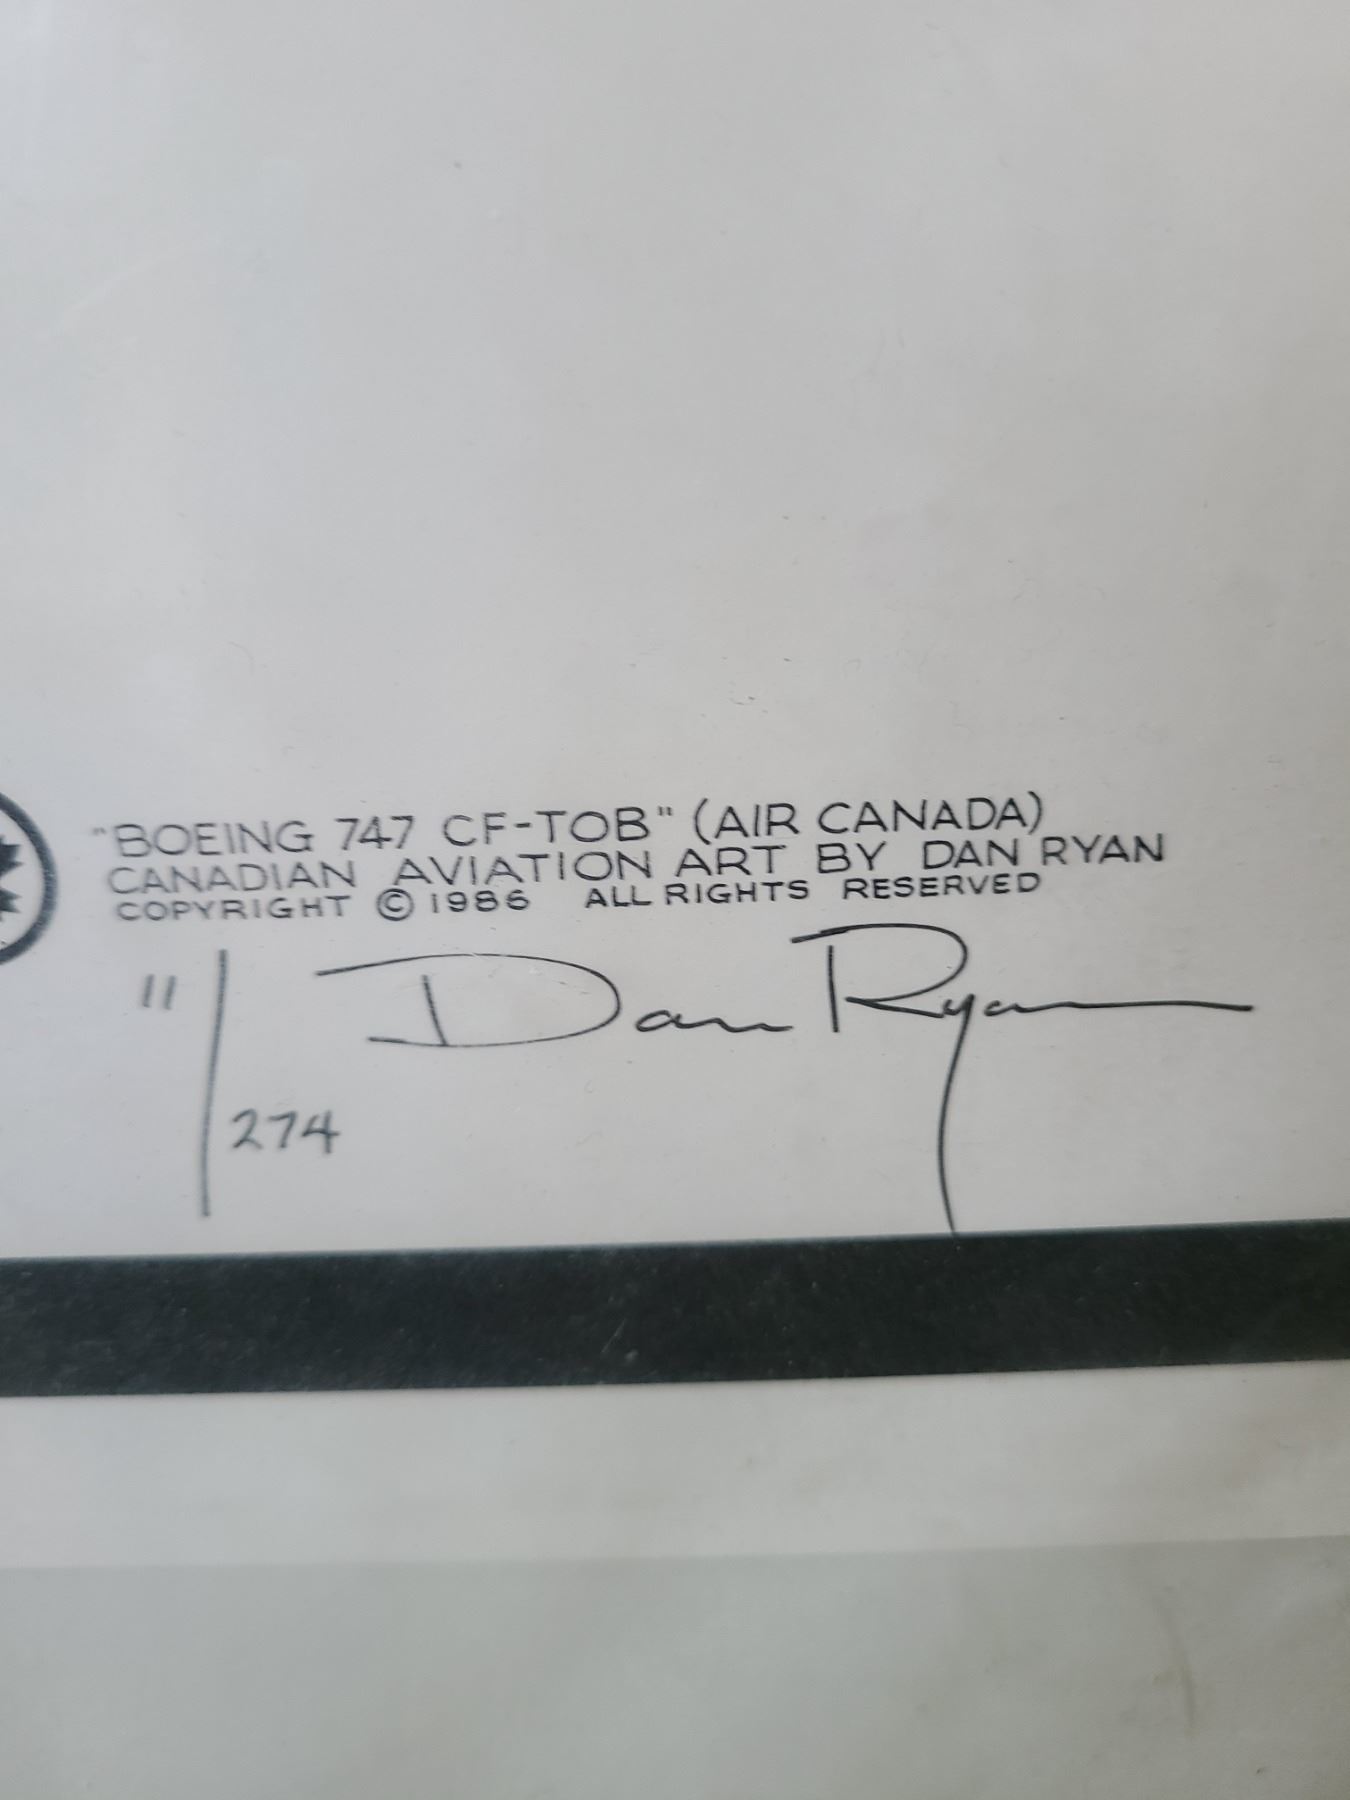 "BOEING 747 CF-TOB" (AIR CANADA)
CANADIAN AVIATION ART BY DAN RYAN
COPYRIGHT © 1986 ALL RIGHTS RESERVED
11/274 Dan Ryan